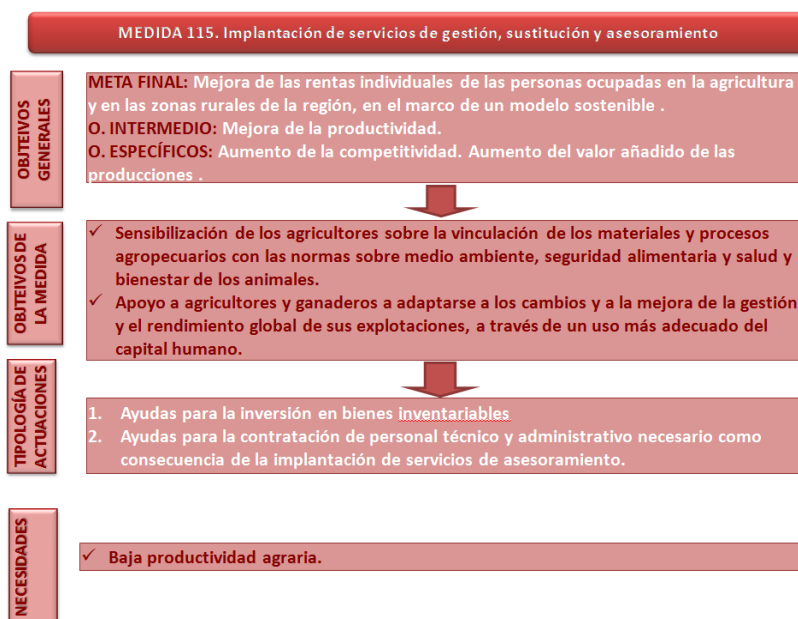 MEDIDA 115. Implantación de servicios de gestión, sustitución y asesoramiento
OBJTEIVOS
GENERALES
META FINAL: Mejora de las rentas individuales de las personas ocupadas en la agricultura
y en las zonas rurales de la región, en el marco de un modelo sostenible .
O. INTERMEDIO: Mejora de la productividad.
O. ESPECÍFICOS: Aumento de la competitividad. Aumento del valor añadido de las
producciones .
OBJTEIVOS DE
LA MEDIDA
✓ Sensibilización de los agricultores sobre la vinculación de los materiales y procesos
agropecuarios con las normas sobre medio ambiente, seguridad alimentaria y salud y
bienestar de los animales.
✓ Apoyo a agricultores y ganaderos a adaptarse a los cambios y a la mejora de la gestión
y el rendimiento global de sus explotaciones, a través de un uso más adecuado del
capital humano.
TIPOLOGÍA DE
ACTUACIONES
1. Ayudas para la inversión en bienes inventariables
2. Ayudas para la contratación de personal técnico y administrativo necesario como
consecuencia de la implantación de servicios de asesoramiento.
NECESIDADES
✓ Baja productividad agraria.